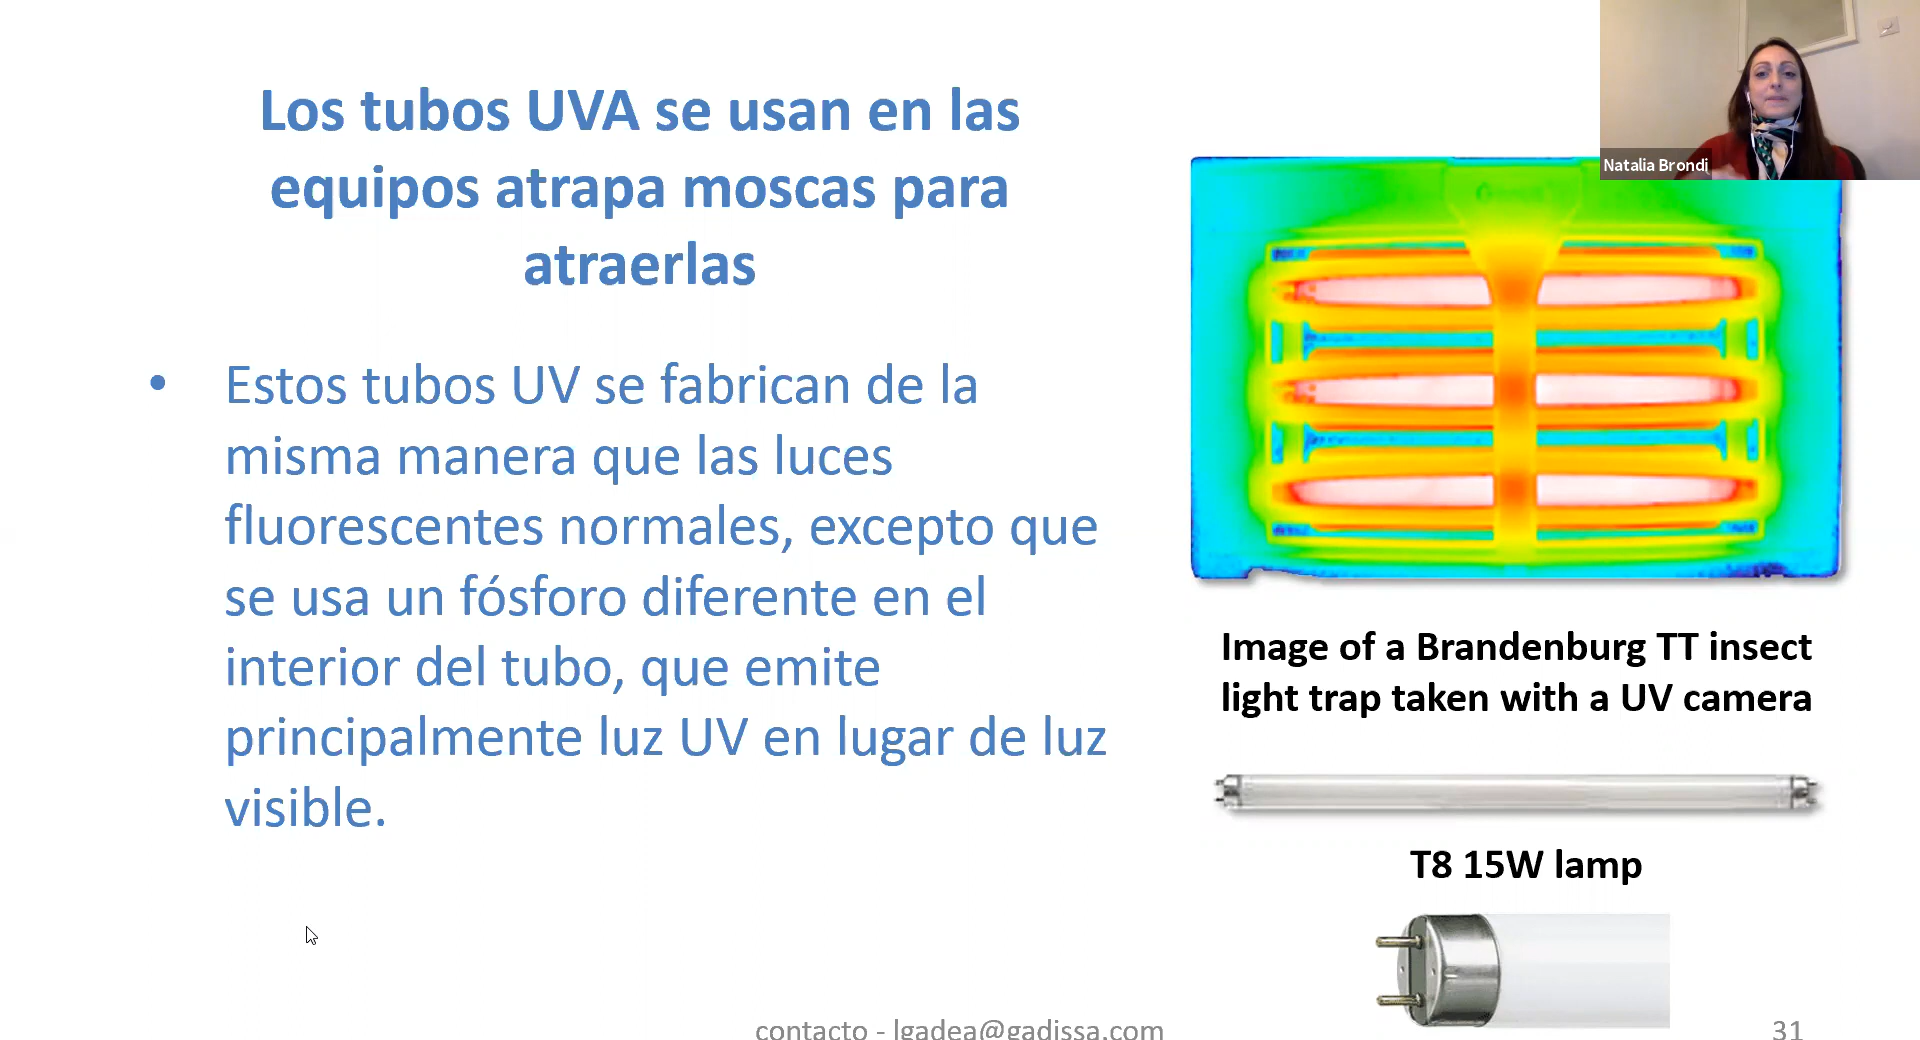 Los tubos UVA se usan en las
equipos atrapa moscas para
atraerlas
• Estos tubos UV se fabrican de la
misma manera que las luces
fluorescentes normales, excepto que
se usa un fósforo diferente en el
interior del tubo, que emite
principalmente luz UV en lugar de luz
visible.
Natalia Brondi
Image of a Brandenburg TT insect
light trap taken with a UV camera
T8 15W lamp
contacto - lgadea@gadissa.com
31